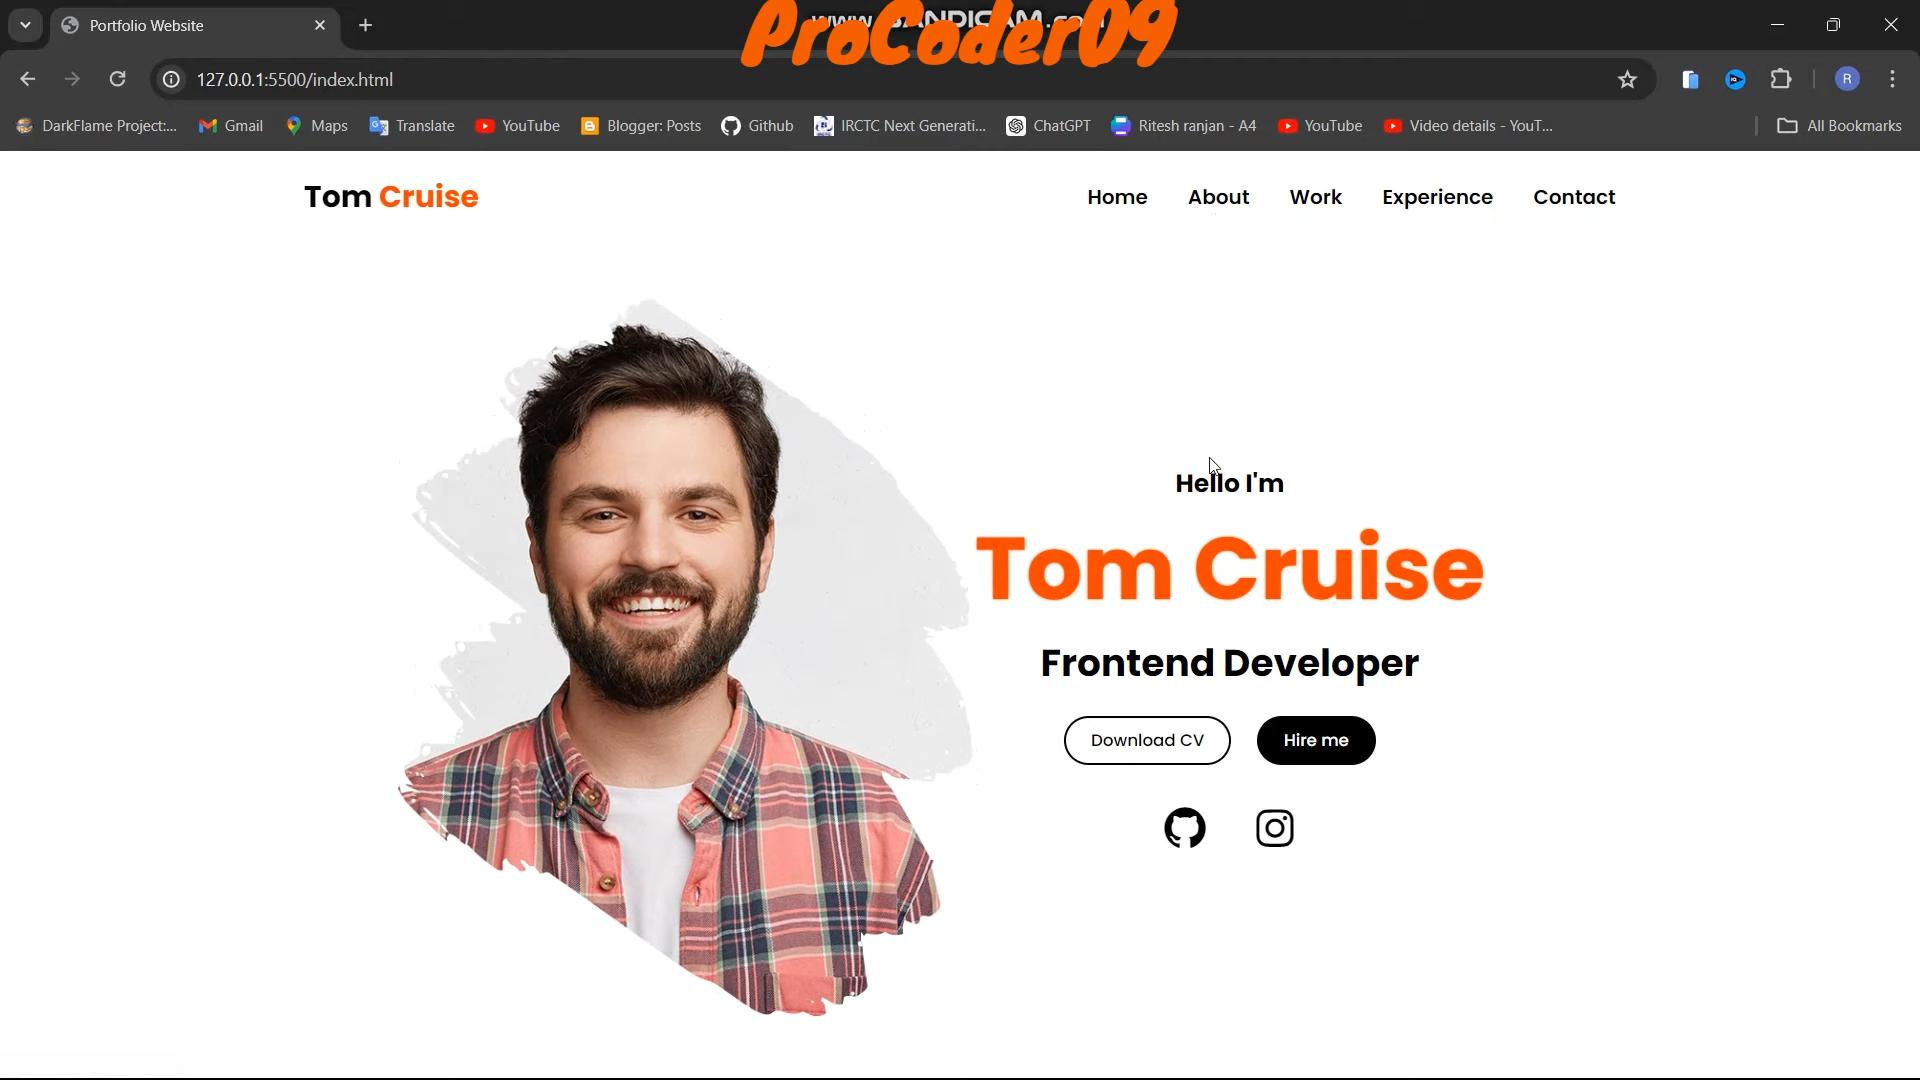 Portfolio Website
ProCoder09
127.0.0.1:5500/index.html
R
DarkFlame Project:...
Gmail
Maps
Translate
YouTube
Blogger: Posts
Github
IRCTC Next Generati...
ChatGPT
Ritesh ranjan - A4
YouTube
Video details - YouT...
All Bookmarks
Tom Cruise
Home
About
Work
Experience
Contact
Hello I'm
Tom Cruise
Frontend Developer
Download CV
Hire me